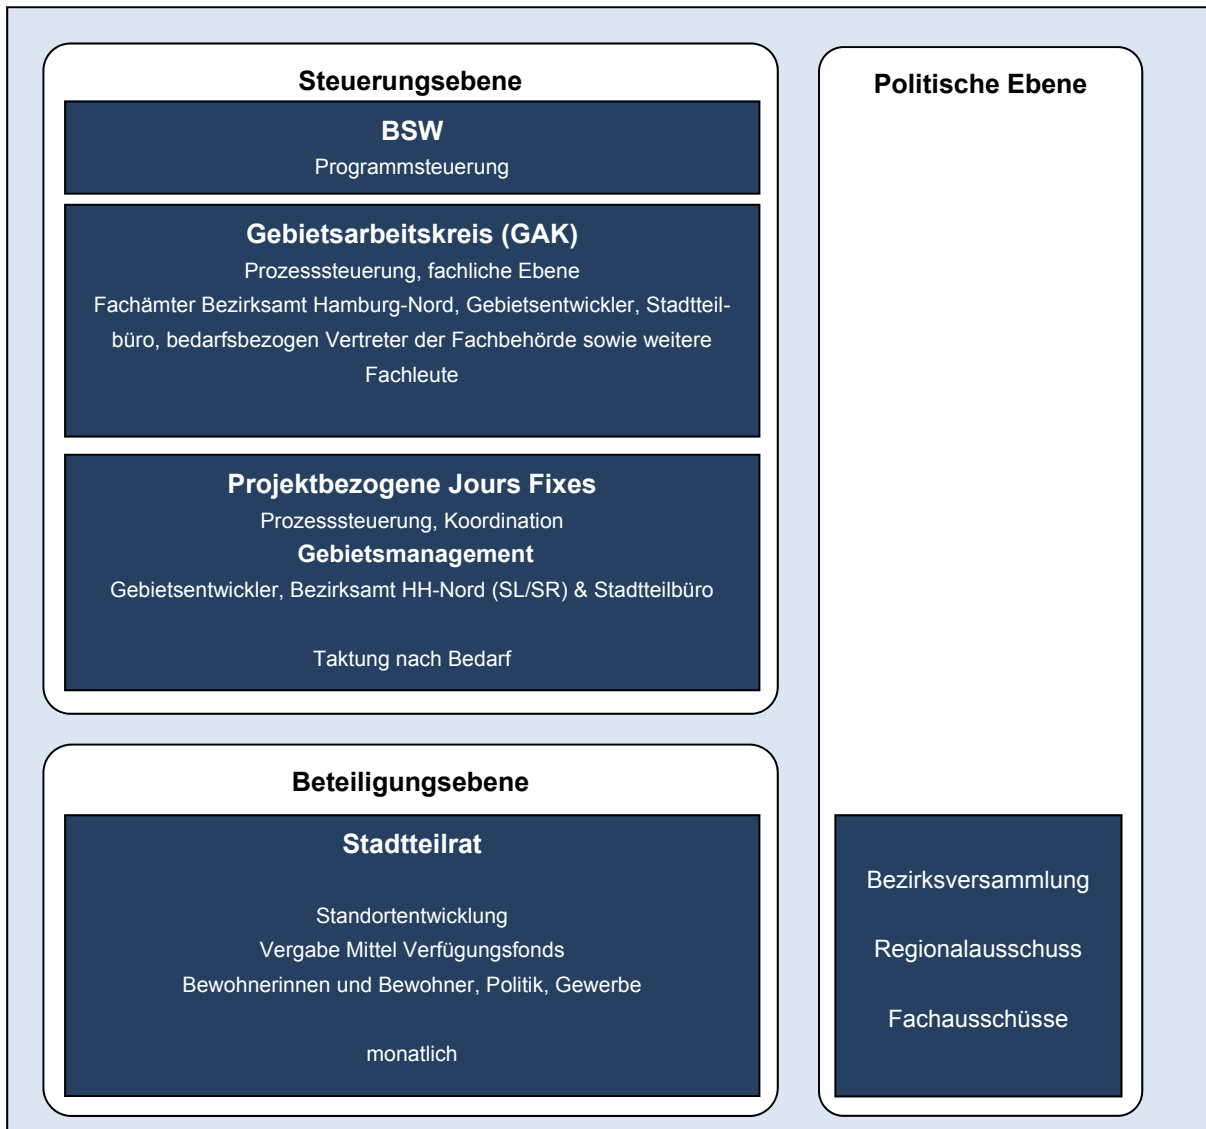 Steuerungsebene
BSW
Programmsteuerung
Gebietsarbeitskreis (GAK)
Prozesssteuerung, fachliche Ebene
Fachämter Bezirksamt Hamburg-Nord, Gebietsentwickler, Stadtteil-
büro, bedarfsbezogen Vertreter der Fachbehörde sowie weitere
Fachleute
Projektbezogene Jours Fixes
Prozesssteuerung, Koordination
Gebietsmanagement
Gebietsentwickler, Bezirksamt HH-Nord (SL/SR) & Stadtteilbüro
Taktung nach Bedarf
Beteiligungsebene
Stadtteilrat
Standortentwicklung
Vergabe Mittel Verfügungsfonds
Bewohnerinnen und Bewohner, Politik, Gewerbe
monatlich
Politische Ebene
Bezirksversammlung
Regionalausschuss
Fachausschüsse